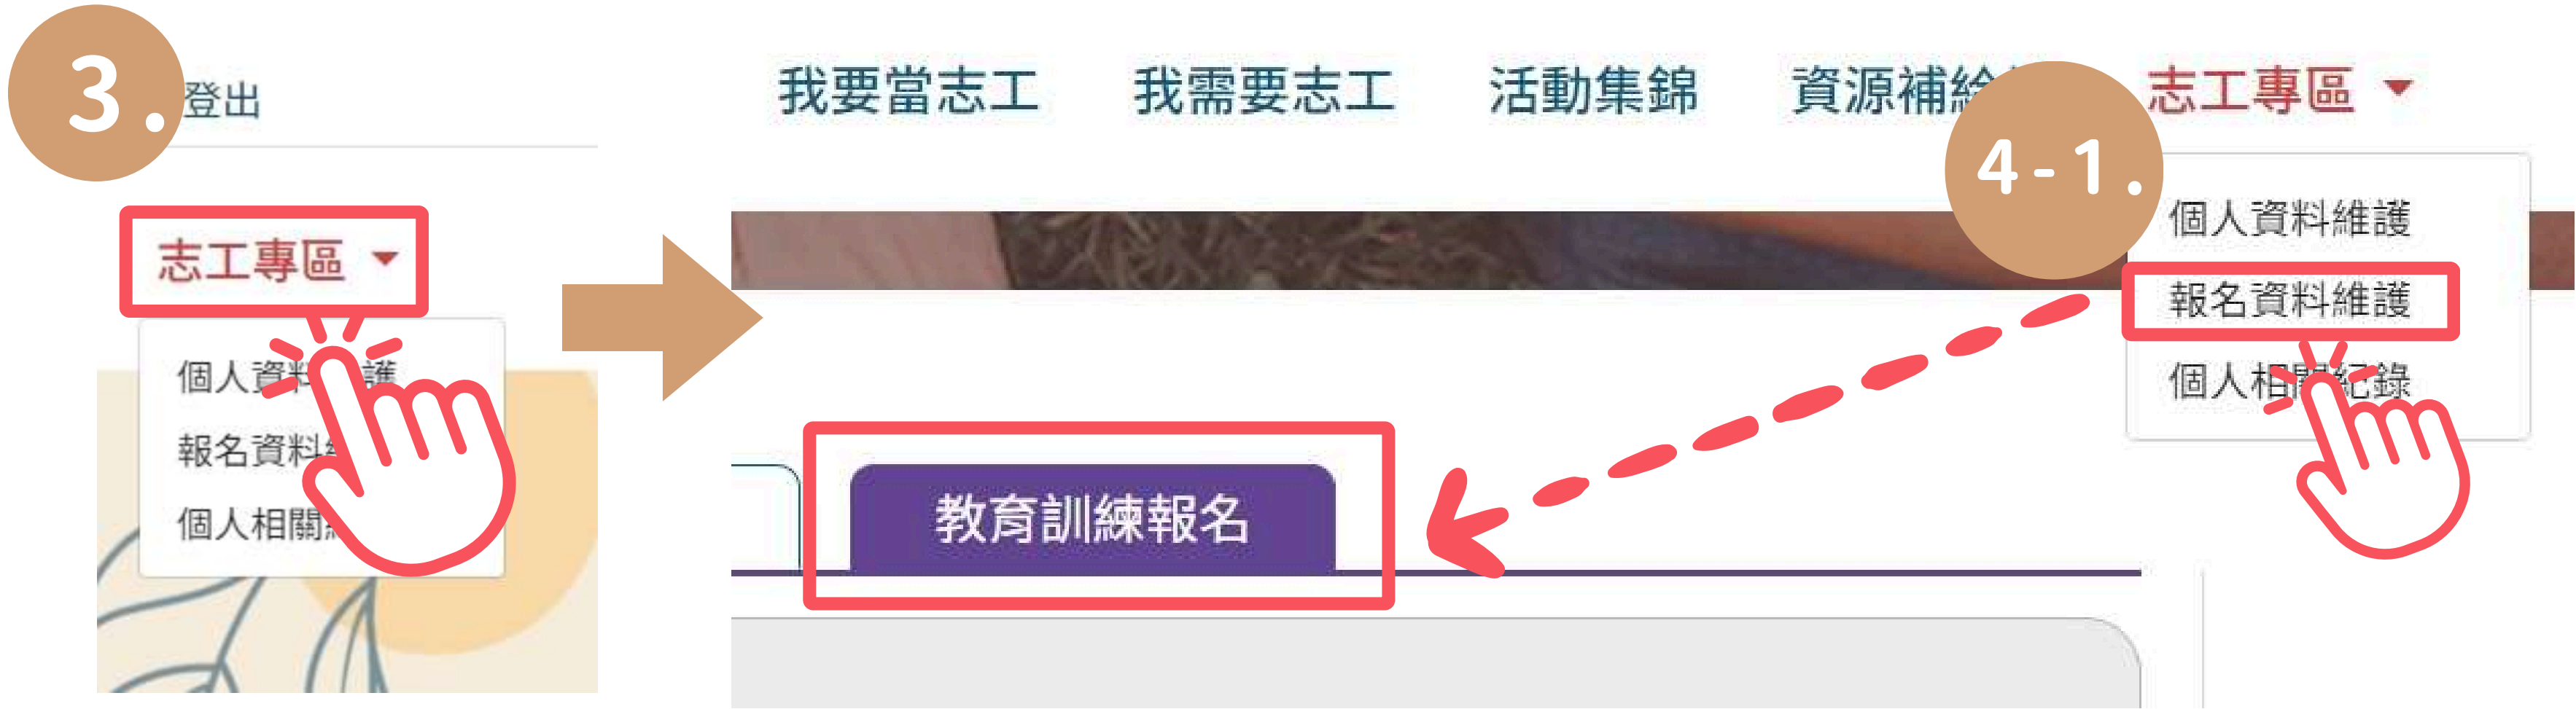 3.
登出
志工專區
個人資料護
報名資料
個人相關
我要當志工 我需要志工 活動集錦 資源補給 志工專區
4-1.
個人資料維護
報名資料維護
個人相關紀錄
教育訓練報名